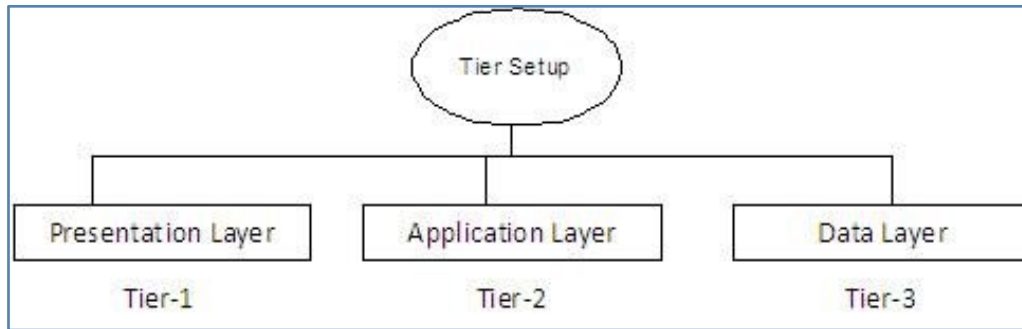 Tier Setup
Presentation Layer
Application Layer
Data Layer
Tier-1
Tier-2
Tier-3